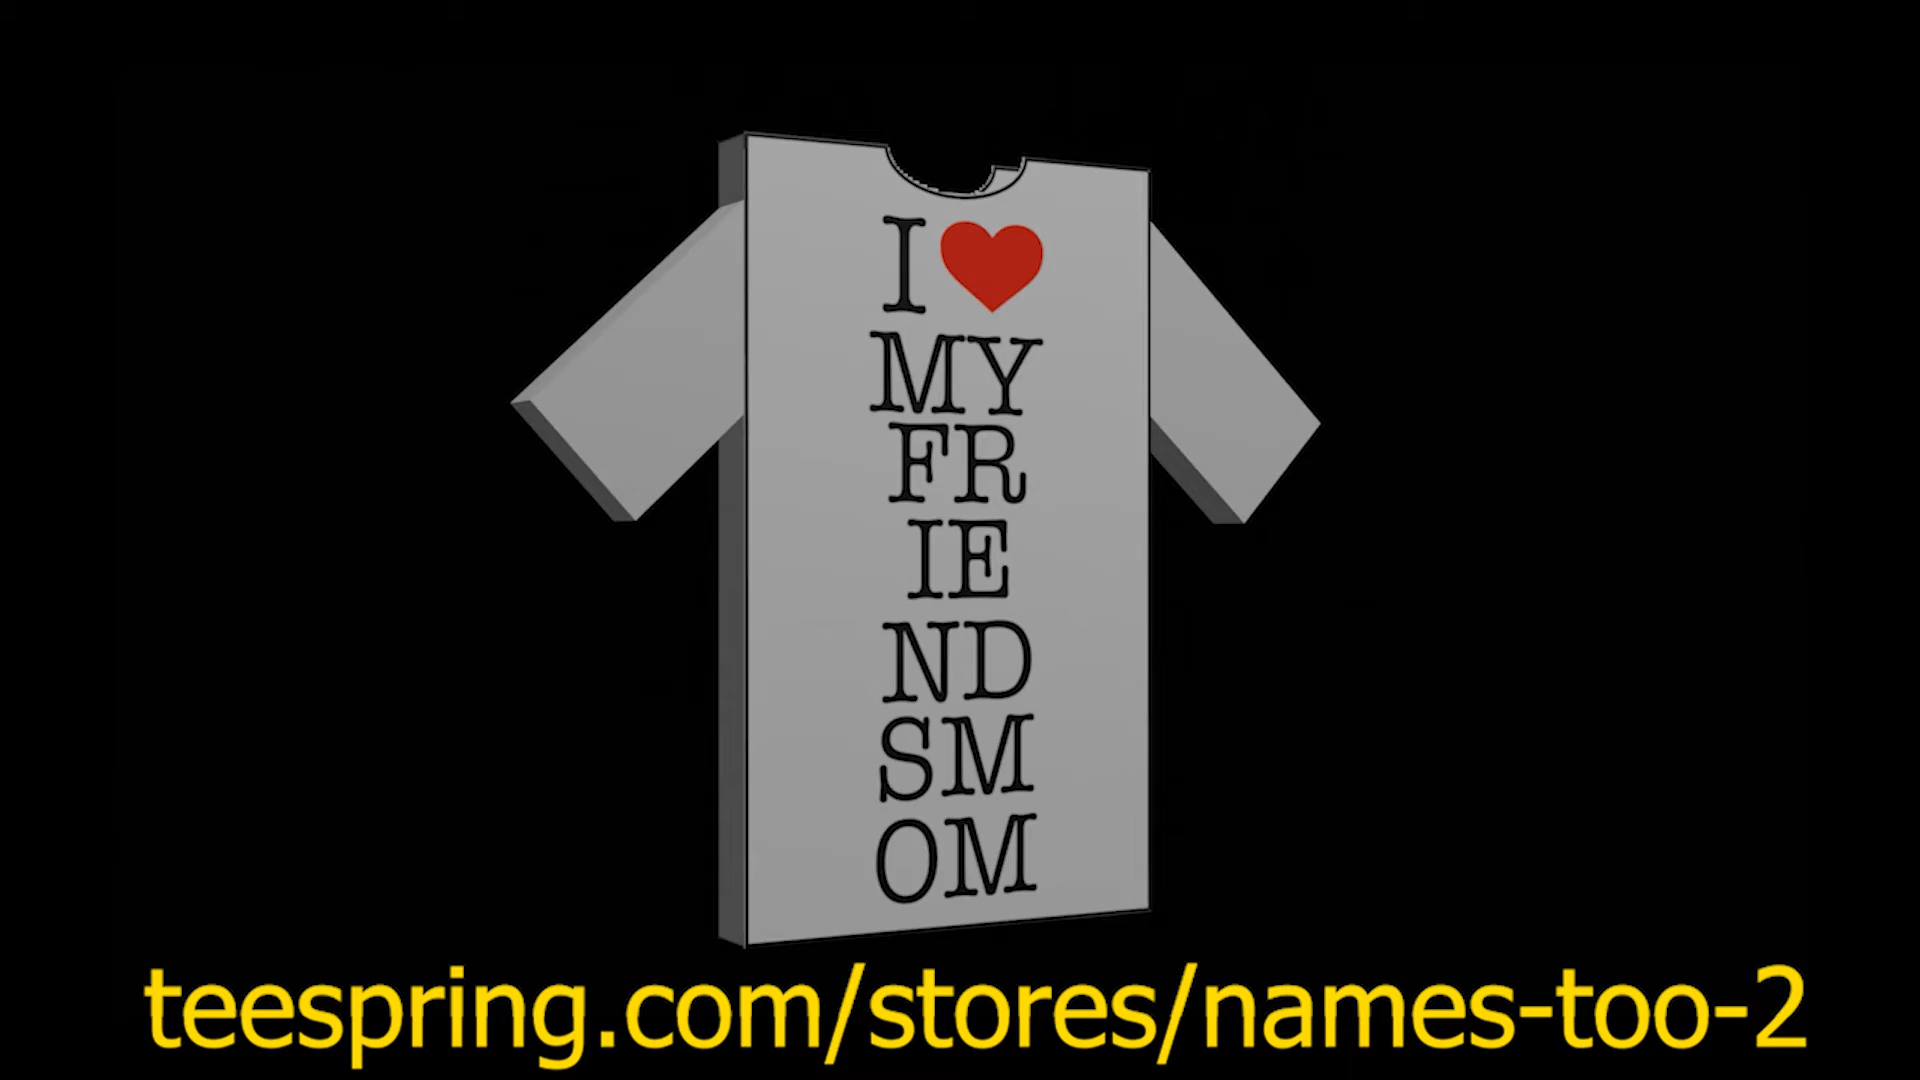 I ❤
MY
FR
IE
ND
SM
OM
teespring.com/stores/names-too-2